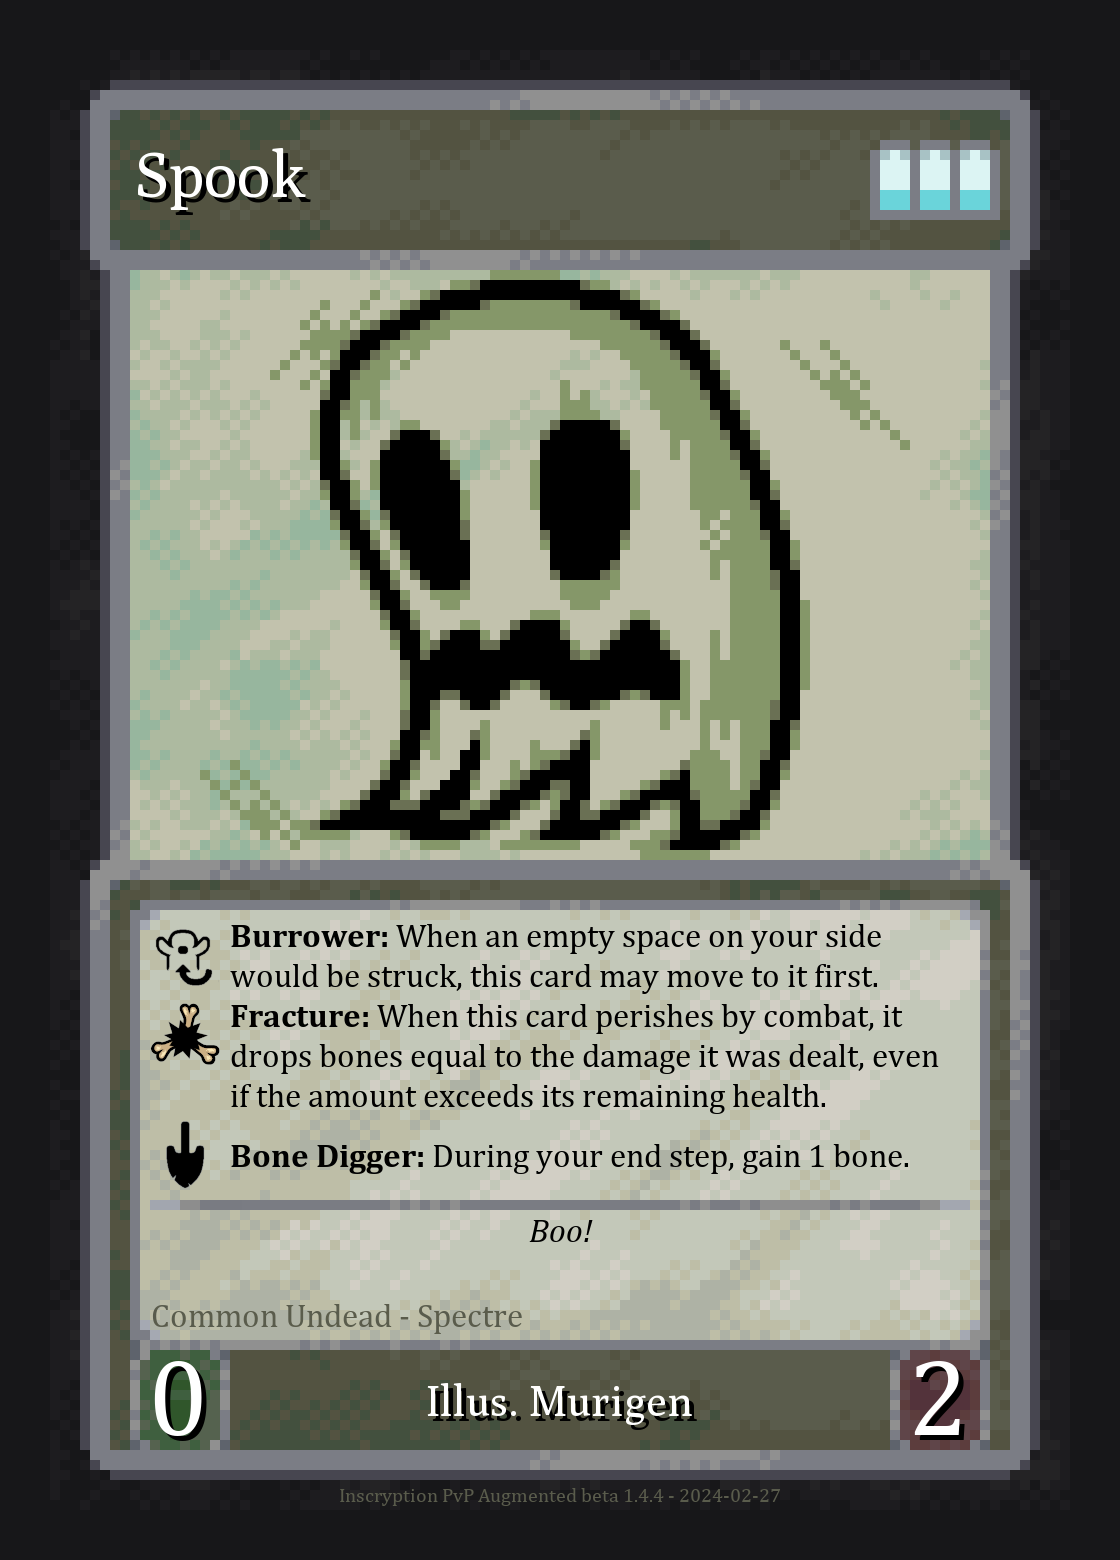 Spook
Burrower: When an empty space on your side
would be struck, this card may move to it first.
Fracture: When this card perishes by combat, it
drops bones equal to the damage it was dealt, even
if the amount exceeds its remaining health.
Bone Digger: During your end step, gain 1 bone.
Boo!
Common Undead - Spectre
0
Illus. Murigen
2
Inscryption PvP Augmented beta 1.4.4 - 2024-02-27